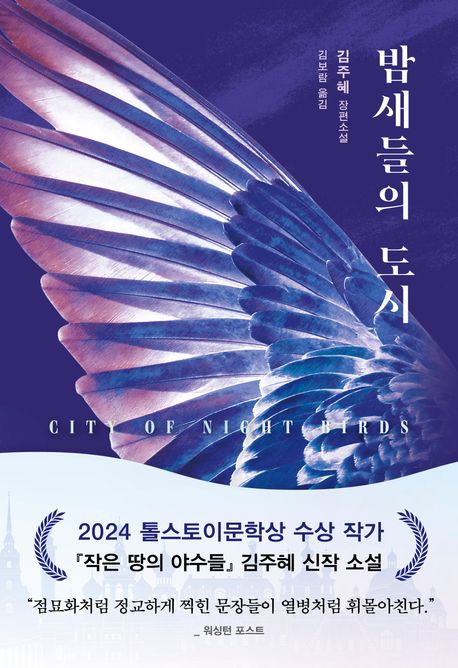 밤새들의 도시
김주혜 장편소설
김보람 옮김
CITY OF NIGHT BIRDS
2024 톨스토이문학상 수상 작가
『작은 땅의 야수들』 김주혜 신작 소설
“점묘화처럼 정교하게 찍힌 문장들이 열병처럼 휘몰아친다.”
_ 워싱턴 포스트